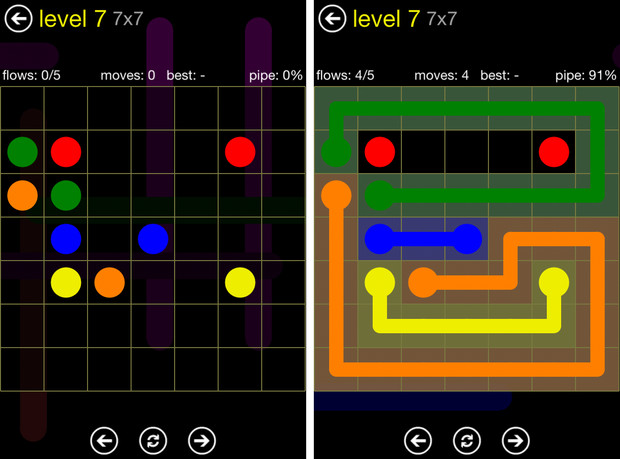 level 7 7x7
flows: 0/5 moves: 0 best: - pipe: 0%
level 7 7x7
flows: 4/5 moves: 4 best: - pipe: 91%